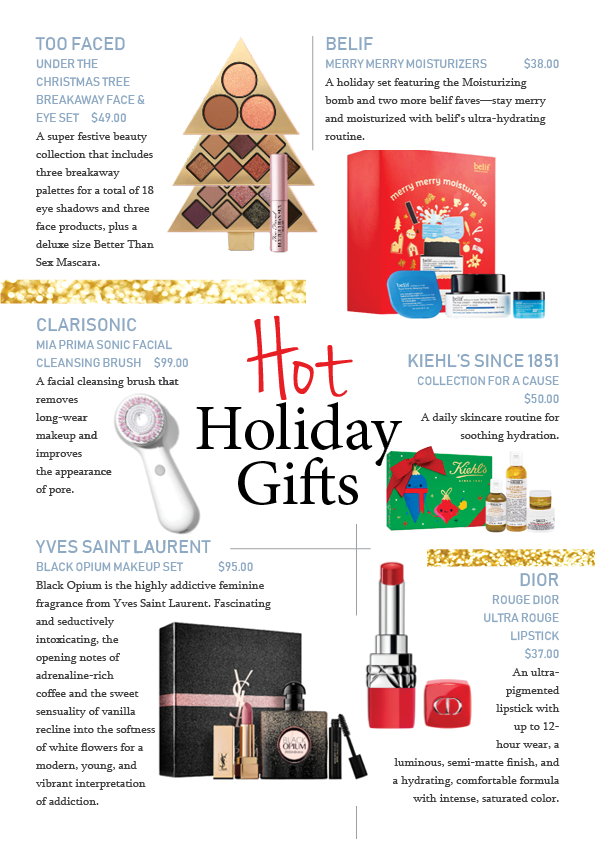 TOO FACED
UNDER THE
CHRISTMAS TREE
BREAKAWAY FACE &
EYE SET $49.00
A super festive beauty
collection that includes
three breakaway
palettes for a total of 18
eye shadows and three
face products, plus a
deluxe size Better Than
Sex Mascara.
BELIF
MERRY MERRY MOISTURIZERS $38.00
A holiday set featuring the Moisturizing
bomb and two more belif faves—stay merry
and moisturized with belif's ultra-hydrating
routine.
belif
merry merry moisturizers
belif
CLARISONIC
MIA PRIMA SONIC FACIAL
CLEANSING BRUSH $99.00
A facial cleansing brush that
removes
long-wear
makeup and
improves
the appearance
of pore.
Hot
Holiday
Gifts
KIEHL'S SINCE 1851
COLLECTION FOR A CAUSE
$50.00
A daily skincare routine for
soothing hydration.
Kiehl's
YVES SAINT LAURENT
BLACK OPIUM MAKEUP SET $95.00
Black Opium is the highly addictive feminine
fragrance from Yves Saint Laurent. Fascinating
and seductively
intoxicating, the
opening notes of
adrenaline-rich
coffee and the sweet
sensuality of vanilla
recline into the softness
of white flowers for a
modern, young, and
vibrant interpretation
of addiction.
YSL
BLACK
OPIUM
DIOR
ROUGE DIOR
ULTRA ROUGE
LIPSTICK
$37.00
An ultra-
pigmented
lipstick with
up to 12-
hour wear, a
luminous, semi-matte finish, and
a hydrating, comfortable formula
with intense, saturated color.